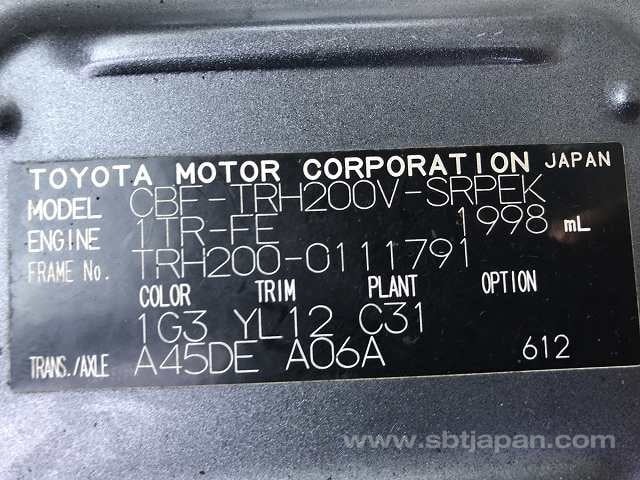 TOYOTA MOTOR CORPORATION JAPAN
MODEL CBF-TRH200V-SRPEK
ENGINE 1TR-FE 1998 mL
FRAME No. TRH200-0111791
COLOR TRIM PLANT OPTION
1G3 YL12 C31
TRANS./AXLE A45DE A06A 612
www.sbtjapan.com